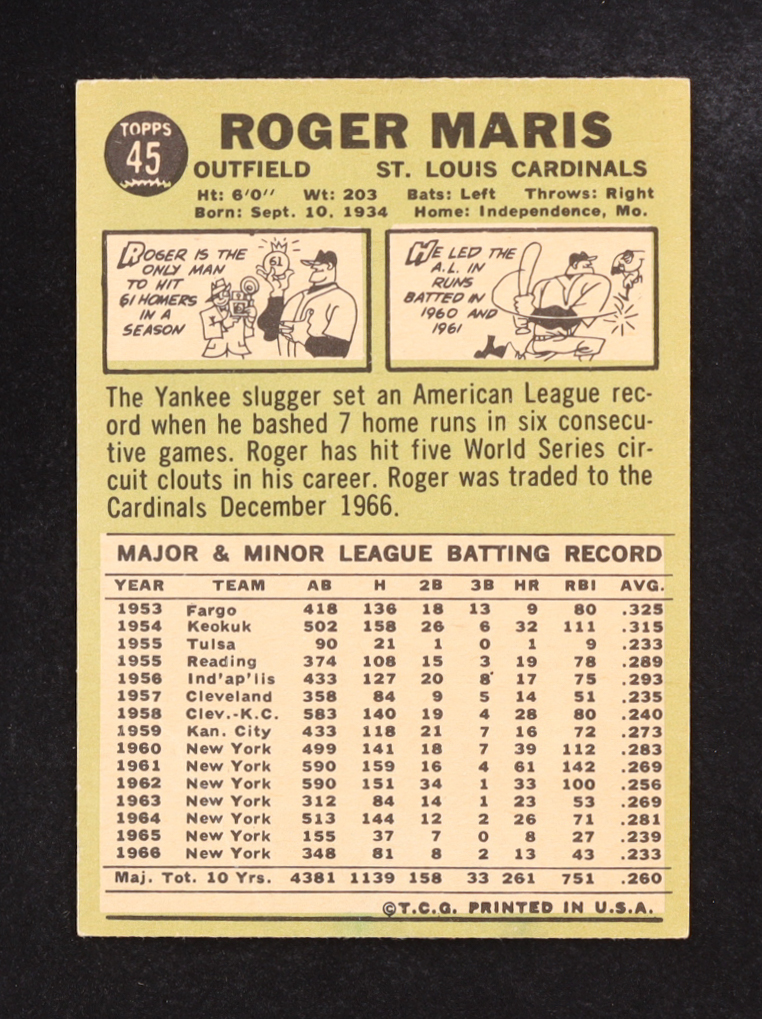 TOPPS
45
ROGER MARIS
OUTFIELD ST. LOUIS CARDINALS
Ht: 6'0'' Wt: 203 Bats: Left Throws: Right
Born: Sept. 10, 1934 Home: Independence, Mo.
ROGER IS THE
ONLY MAN
TO HIT
61 HOMERS
IN A
SEASON
61
HE LED THE
A.L. IN
RUNS
BATTED IN
1960 AND
1961
The Yankee slugger set an American League rec-
ord when he bashed 7 home runs in six consecu-
tive games. Roger has hit five World Series cir-
cuit clouts in his career. Roger was traded to the
Cardinals December 1966.
MAJOR & MINOR LEAGUE BATTING RECORD
YEAR TEAM AB H 2B 3B HR RBI AVG.
1953 Fargo 418 136 18 13 9 80 .325
1954 Keokuk 502 158 26 6 32 111 .315
1955 Tulsa 90 21 1 0 1 9 .233
1955 Reading 374 108 15 3 19 78 .289
1956 Ind'ap'lis 433 127 20 8 17 75 .293
1957 Cleveland 358 84 9 5 14 51 .235
1958 Clev.-K.C. 583 140 19 4 28 80 .240
1959 Kan. City 433 118 21 7 16 72 .273
1960 New York 499 141 18 7 39 112 .283
1961 New York 590 159 16 4 61 142 .269
1962 New York 590 151 34 1 33 100 .256
1963 New York 312 84 14 1 23 53 .269
1964 New York 513 144 12 2 26 71 .281
1965 New York 155 37 7 0 8 27 .239
1966 New York 348 81 8 2 13 43 .233
Maj. Tot. 10 Yrs. 4381 1139 158 33 261 751 .260
©T.C.G. PRINTED IN U.S.A.